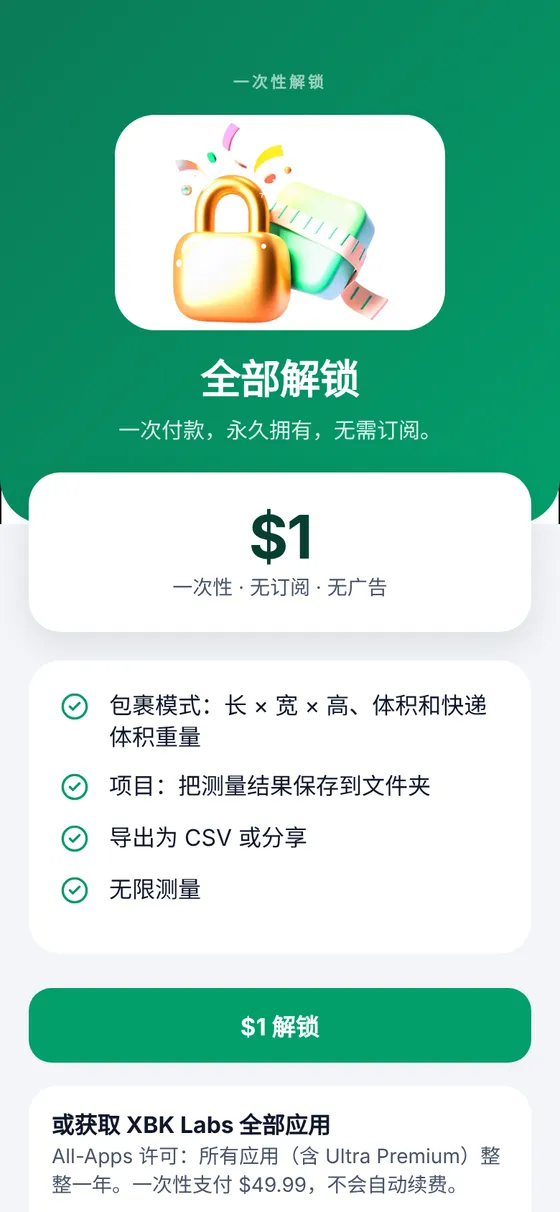 一次性解锁
全部解锁
一次付款，永久拥有，无需订阅。
$1
一次性 · 无订阅 · 无广告
包裹模式：长 × 宽 × 高、体积和快递
体积重量
项目：把测量结果保存到文件夹
导出为 CSV 或分享
无限测量
$1 解锁
或获取 XBK Labs 全部应用
All-Apps 许可：所有应用（含 Ultra Premium）整
整一年。一次性支付 $49.99，不会自动续费。